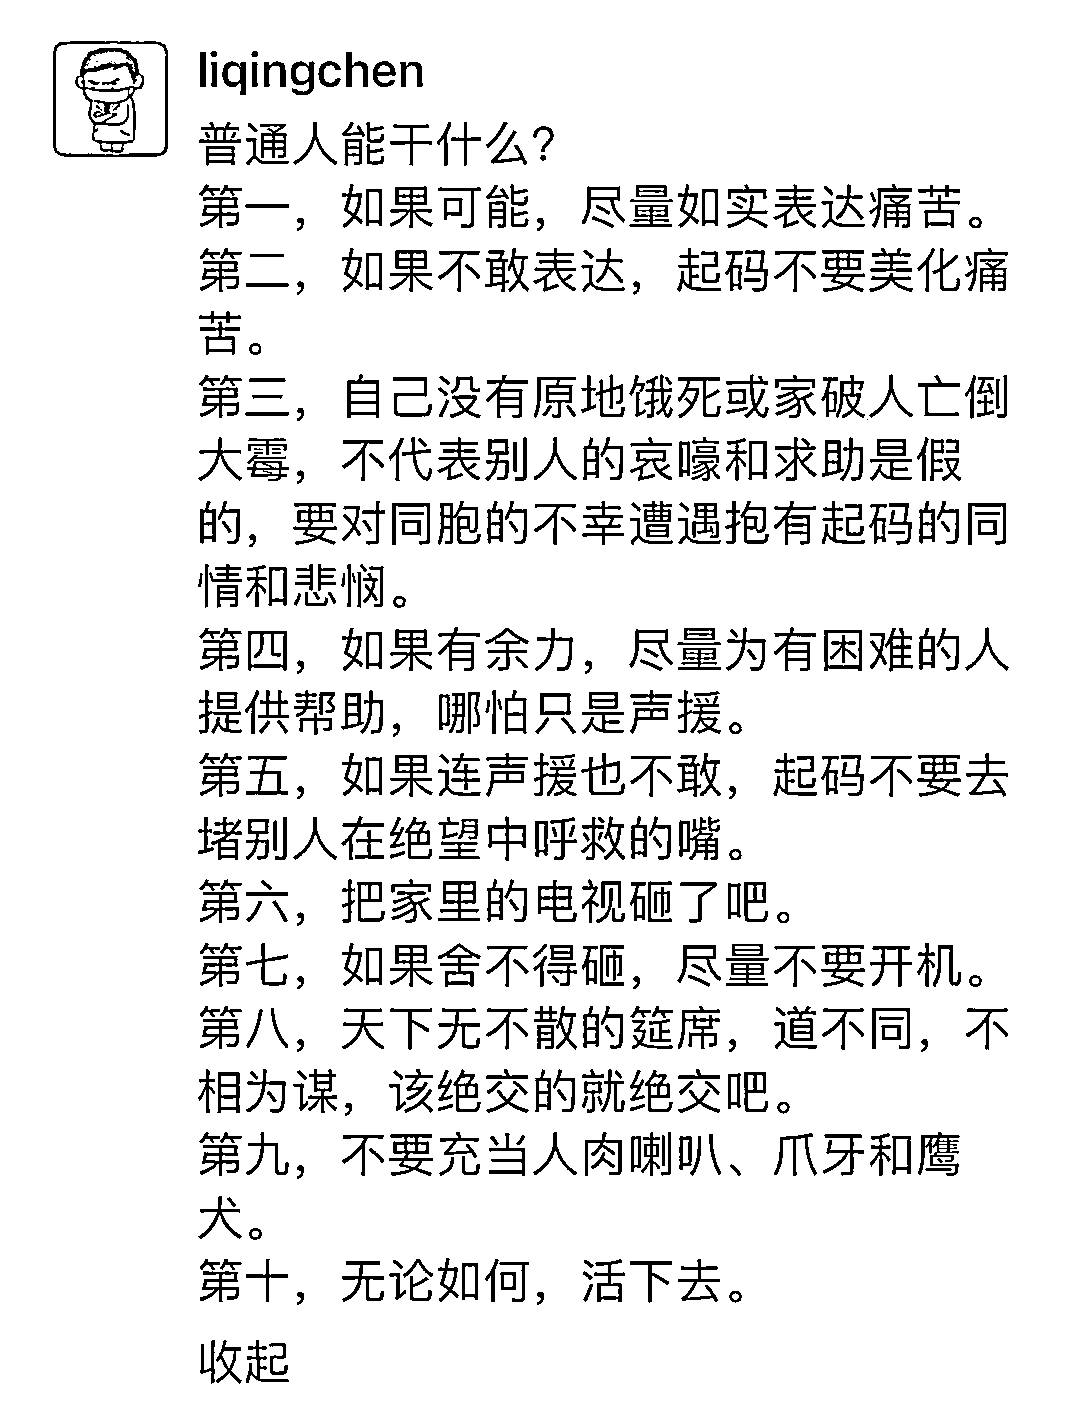 liqingchen
普通人能干什么？
第一，如果可能，尽量如实表达痛苦。
第二，如果不敢表达，起码不要美化痛
苦。
第三，自己没有原地饿死或家破人亡倒
大霉，不代表别人的哀嚎和求助是假
的，要对同胞的不幸遭遇抱有起码的同
情和悲悯。
第四，如果有余力，尽量为有困难的人
提供帮助，哪怕只是声援。
第五，如果连声援也不敢，起码不要去
堵别人在绝望中呼救的嘴。
第六，把家里的电视砸了吧。
第七，如果舍不得砸，尽量不要开机。
第八，天下无不散的筵席，道不同，不
相为谋，该绝交的就绝交吧。
第九，不要充当人肉喇叭、爪牙和鹰
犬。
第十，无论如何，活下去。
收起